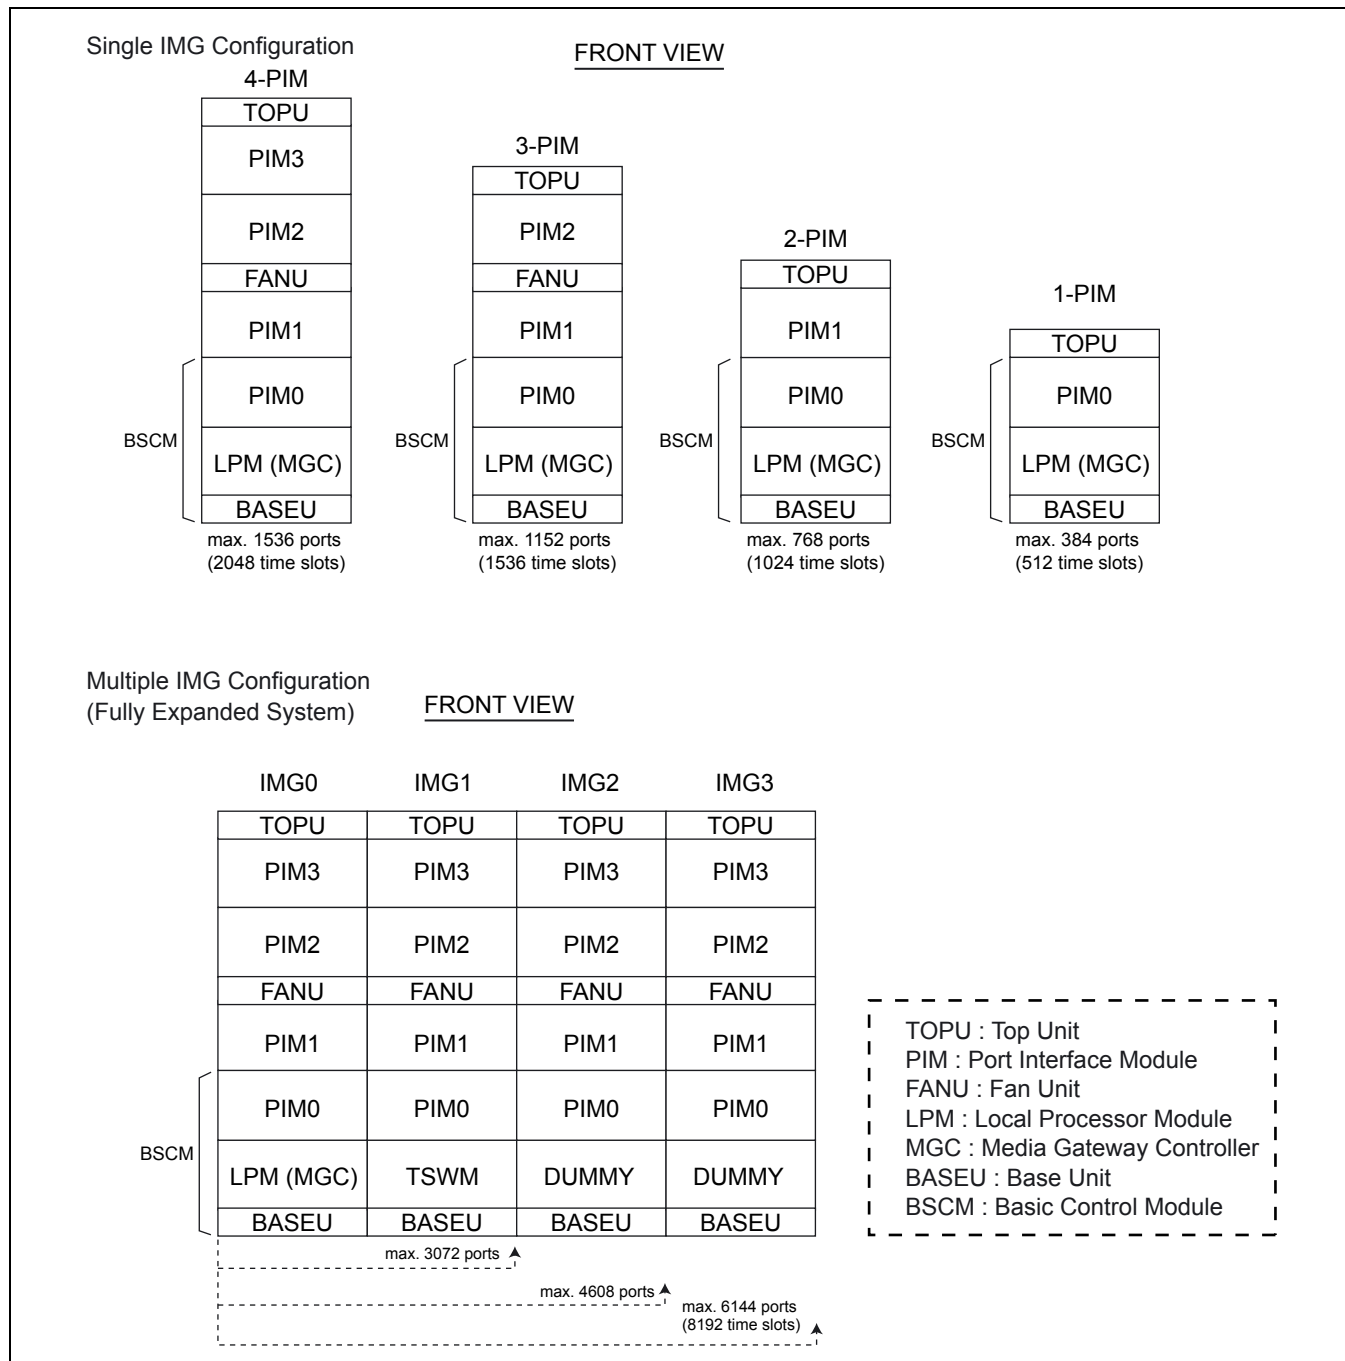 Single IMG Configuration
FRONT VIEW
4-PIM
TOPU
PIM3
PIM2
FANU
PIM1
PIM0
LPM (MGC)
BASEU
BSCM
max. 1536 ports
(2048 time slots)
3-PIM
TOPU
PIM2
FANU
PIM1
PIM0
LPM (MGC)
BASEU
BSCM
max. 1152 ports
(1536 time slots)
2-PIM
TOPU
PIM1
PIM0
LPM (MGC)
BASEU
BSCM
max. 768 ports
(1024 time slots)
1-PIM
TOPU
PIM0
LPM (MGC)
BASEU
BSCM
max. 384 ports
(512 time slots)
Multiple IMG Configuration
(Fully Expanded System)
FRONT VIEW
IMG0 IMG1 IMG2 IMG3
TOPU TOPU TOPU TOPU
PIM3 PIM3 PIM3 PIM3
PIM2 PIM2 PIM2 PIM2
FANU FANU FANU FANU
PIM1 PIM1 PIM1 PIM1
PIM0 PIM0 PIM0 PIM0
BSCM
LPM (MGC) TSWM DUMMY DUMMY
BASEU BASEU BASEU BASEU
max. 3072 ports
max. 4608 ports
max. 6144 ports
(8192 time slots)
TOPU : Top Unit
PIM : Port Interface Module
FANU : Fan Unit
LPM : Local Processor Module
MGC : Media Gateway Controller
BASEU : Base Unit
BSCM : Basic Control Module